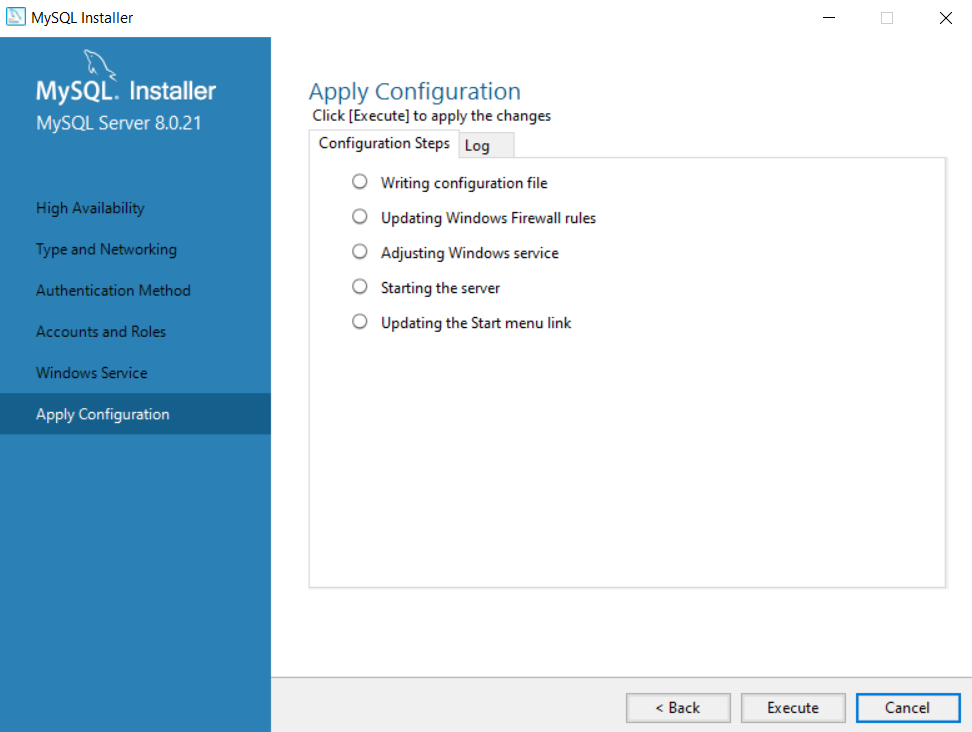 MySQL Installer
MySQL. Installer
MySQL Server 8.0.21
High Availability
Type and Networking
Authentication Method
Accounts and Roles
Windows Service
Apply Configuration
Apply Configuration
Click [Execute] to apply the changes
Configuration Steps
Log
Writing configuration file
Updating Windows Firewall rules
Adjusting Windows service
Starting the server
Updating the Start menu link
< Back
Execute
Cancel